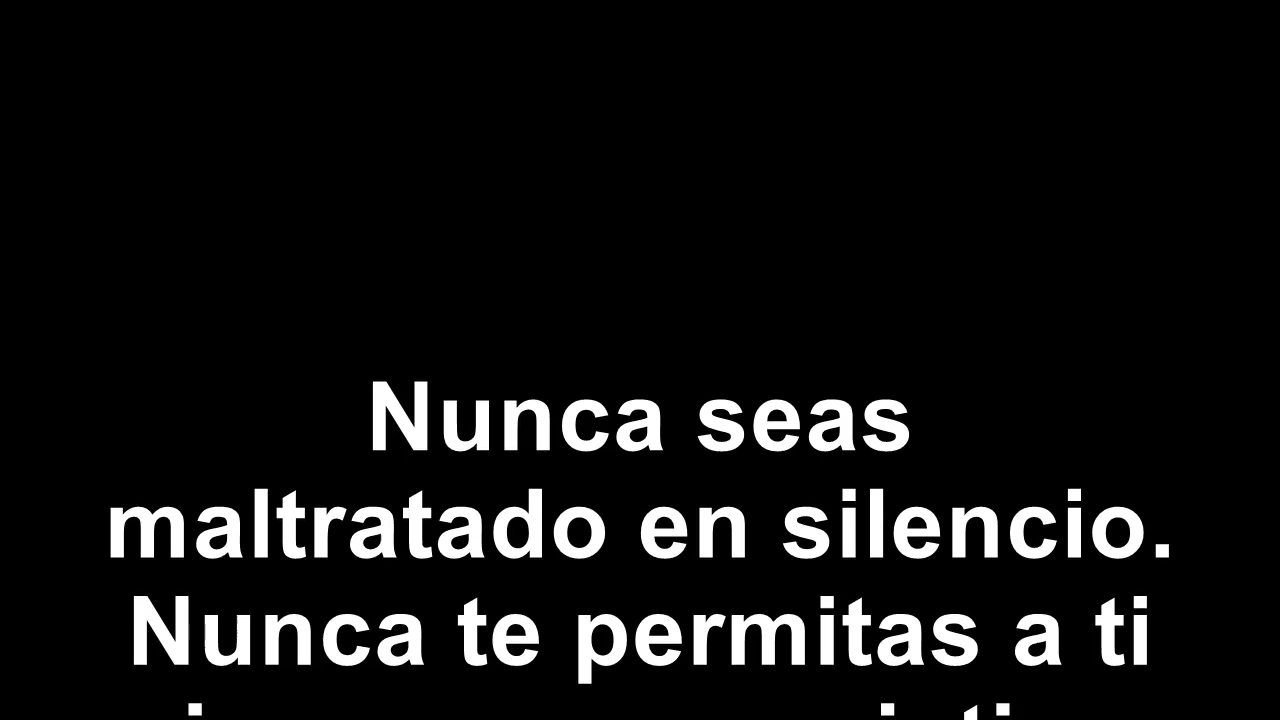 Nunca seas
maltratado en silencio.
Nunca te permitas a ti